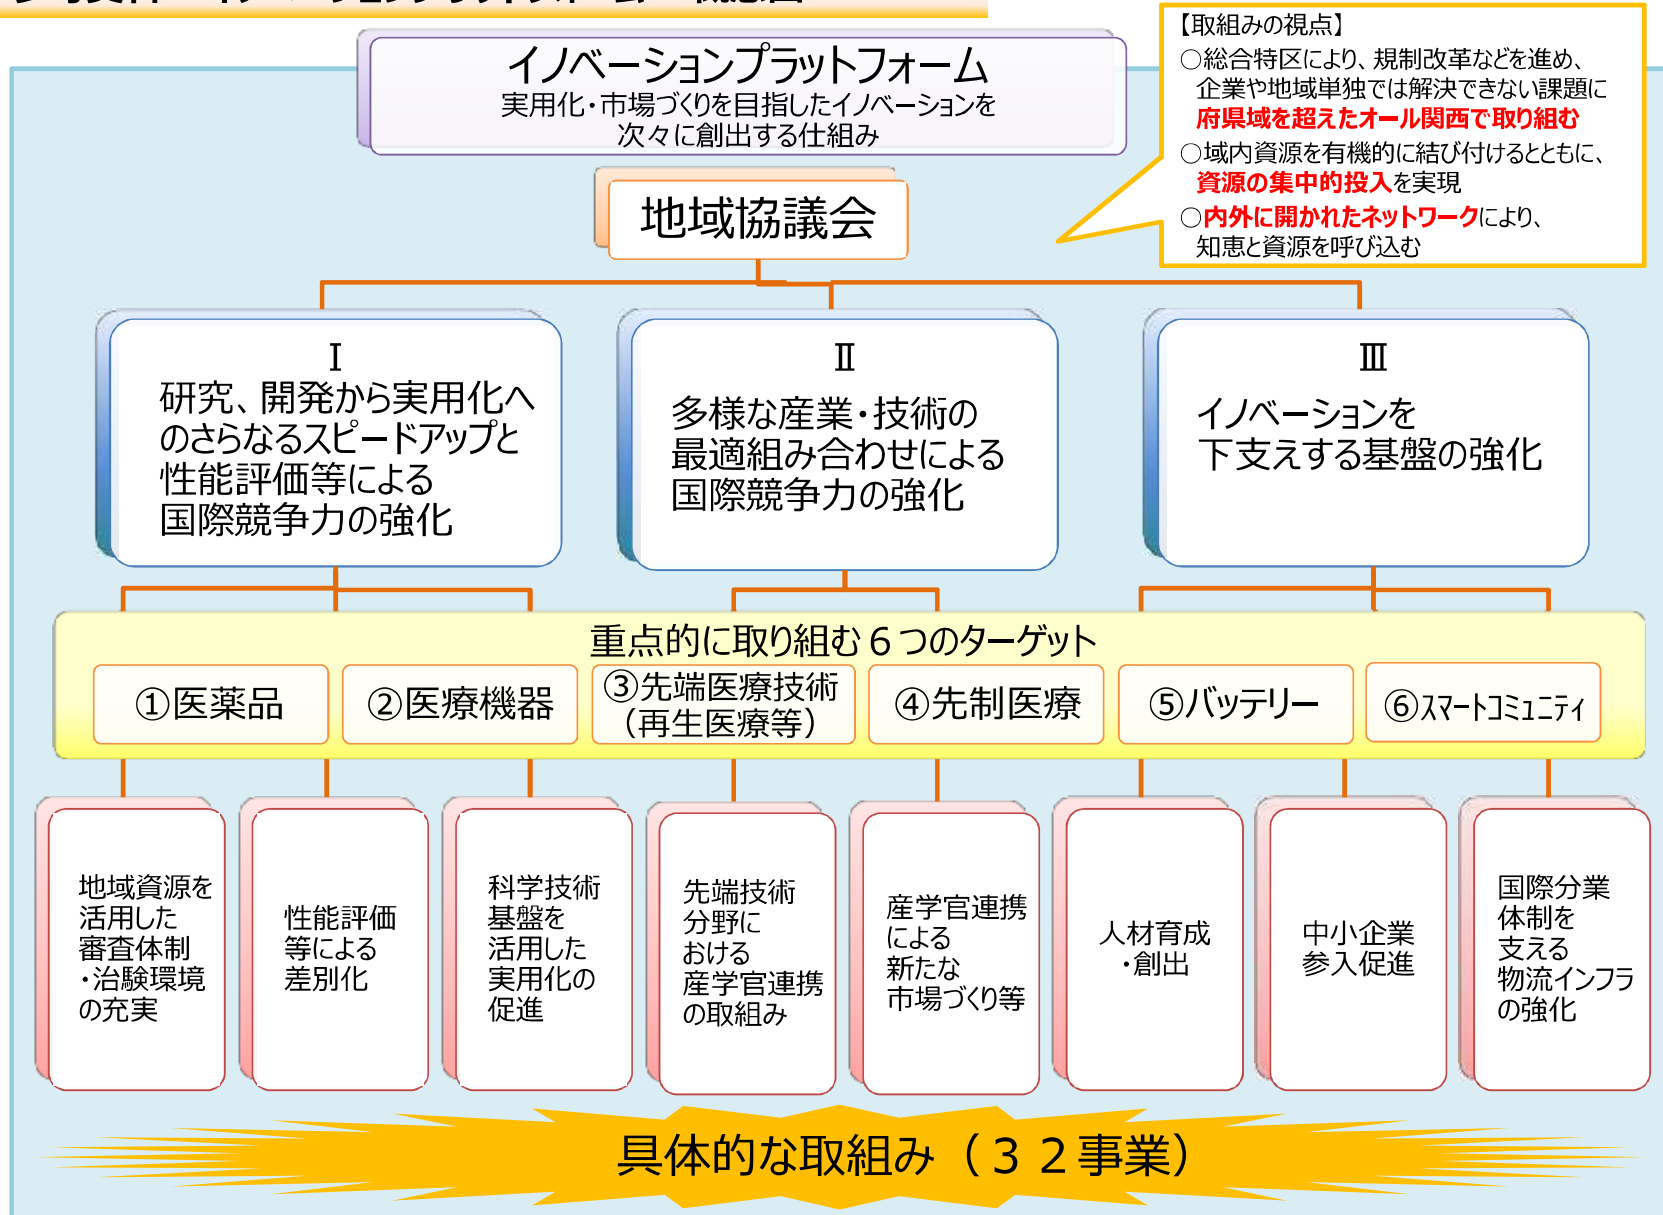 イノベーションプラットフォーム
実用化・市場づくりを目指したイノベーションを
次々に創出する仕組み
【取組みの視点】
○総合特区により、規制改革などを進め、
企業や地域単独では解決できない課題に
府県域を超えたオール関西で取り組む
○域内資源を有機的に結び付けるとともに、
資源の集中的投入を実現
○内外に開かれたネットワークにより、
知恵と資源を呼び込む
地域協議会
Ⅰ
研究、開発から実用化へ
のさらなるスピードアップと
性能評価等による
国際競争力の強化
Ⅱ
多様な産業・技術の
最適組み合わせによる
国際競争力の強化
Ⅲ
イノベーションを
下支えする基盤の強化
重点的に取り組む６つのターゲット
①医薬品
②医療機器
③先端医療技術
（再生医療等）
④先制医療
⑤バッテリー
⑥ｽﾏｰﾄｺﾐｭﾆﾃｨ
地域資源を
活用した
審査体制
・治験環境
の充実
性能評価
等による
差別化
科学技術
基盤を
活用した
実用化の
促進
先端技術
分野に
おける
産学官連携
の取組み
産学官連携
による
新たな
市場づくり等
人材育成
・創出
中小企業
参入促進
国際分業
体制を
支える
物流インフラ
の強化
具体的な取組み（３２事業）